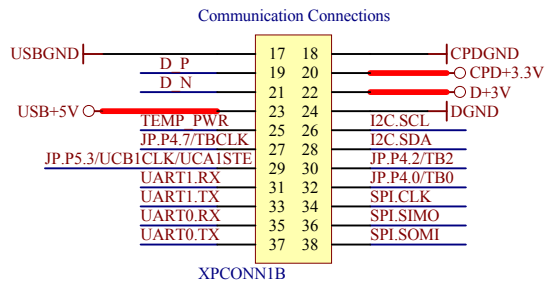 Communication Connections
USBGND 17 18 CPDGND
D_P 19 20 CPD+3.3V
D_N 21 22 D+3V
USB+5V 23 24 DGND
TEMP_PWR 25 26 I2C.SCL
JP.P4.7/TBCLK 27 28 I2C.SDA
JP.P5.3/UCB1CLK/UCA1STE 29 30 JP.P4.2/TB2
UART1.RX 31 32 JP.P4.0/TB0
UART1.TX 33 34 SPI.CLK
UART0.RX 35 36 SPI.SIMO
UART0.TX 37 38 SPI.SOMI
XPCONN1B